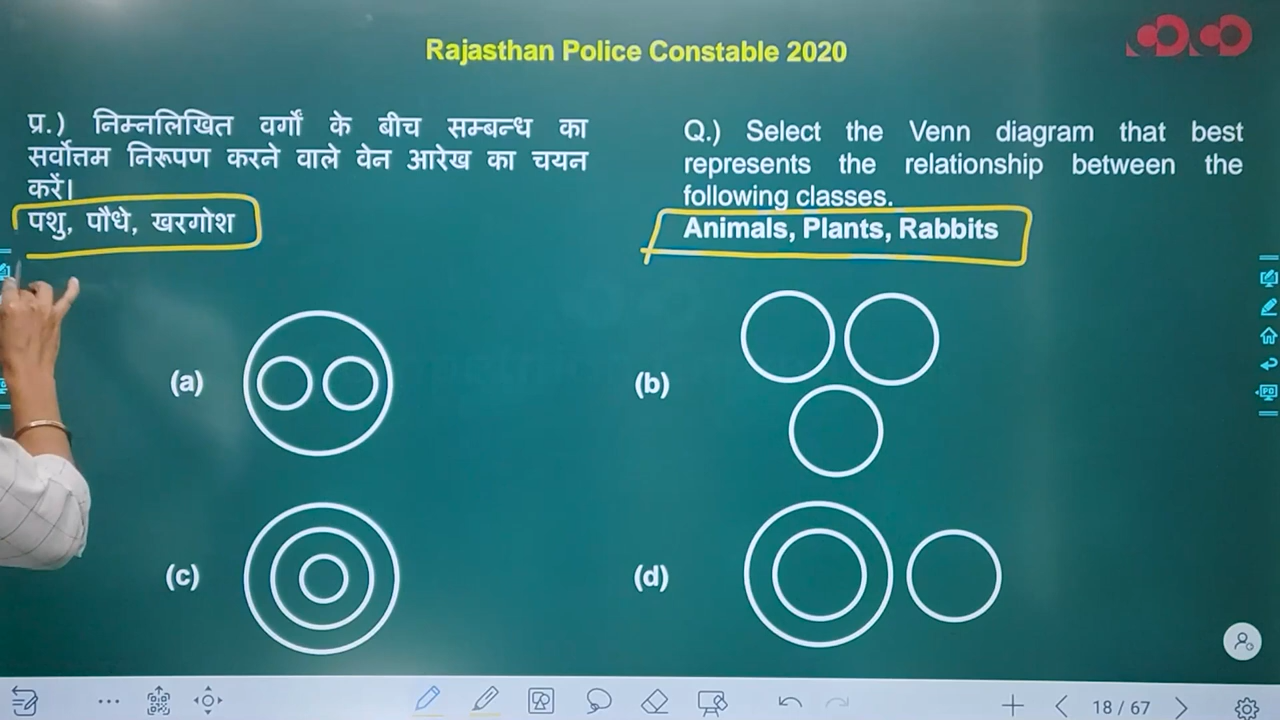 Rajasthan Police Constable 2020
प्र.) निम्नलिखित वर्गों के बीच सम्बन्ध का
सर्वोत्तम निरूपण करने वाले वेन आरेख का चयन
करें।
पशु, पौधे, खरगोश
Q.) Select the Venn diagram that best
represents the relationship between the
following classes.
Animals, Plants, Rabbits
(a)
(b)
(c)
(d)
18 / 67